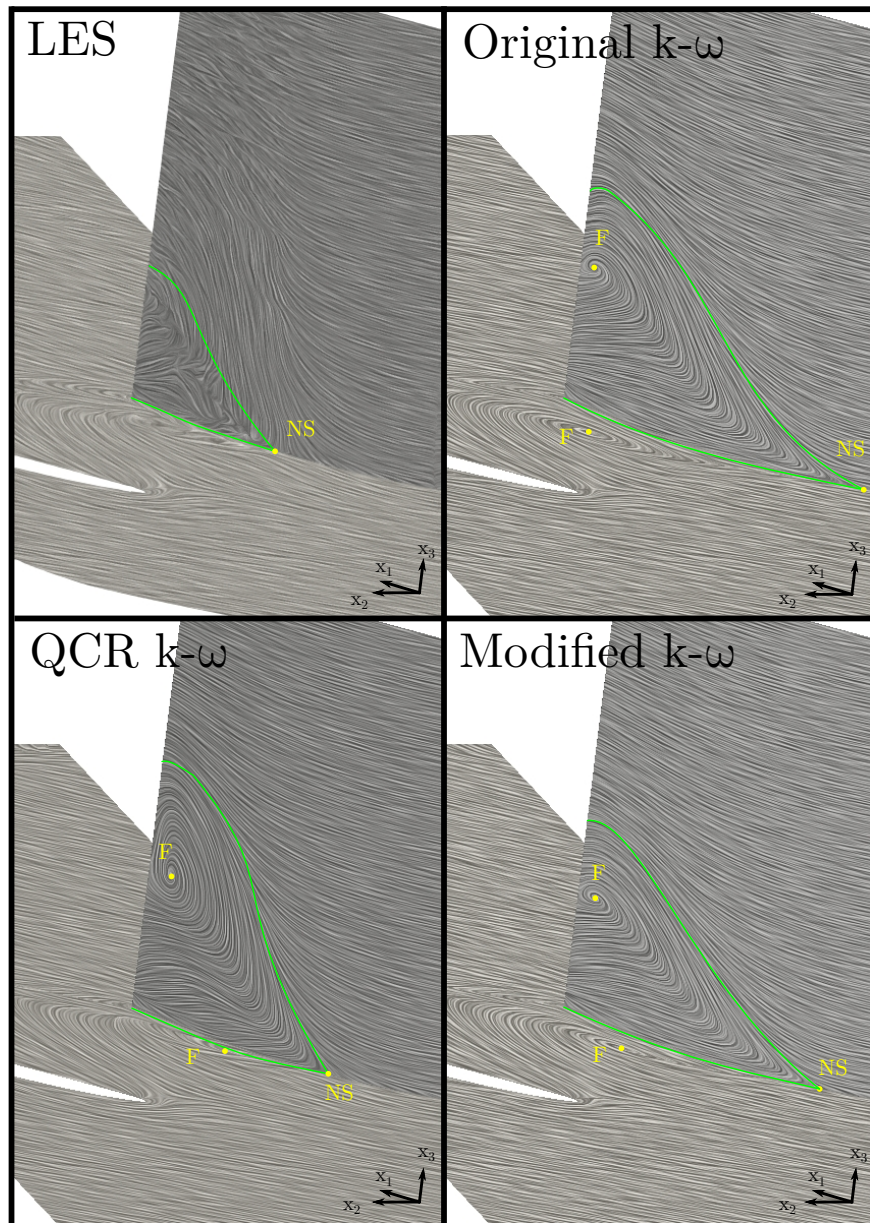 LES
NS
x₃
x₁
x₂
Original k-ω
F
F
NS
x₃
x₁
x₂
QCR k-ω
F
F
NS
x₃
x₁
x₂
Modified k-ω
F
F
NS
x₃
x₁
x₂